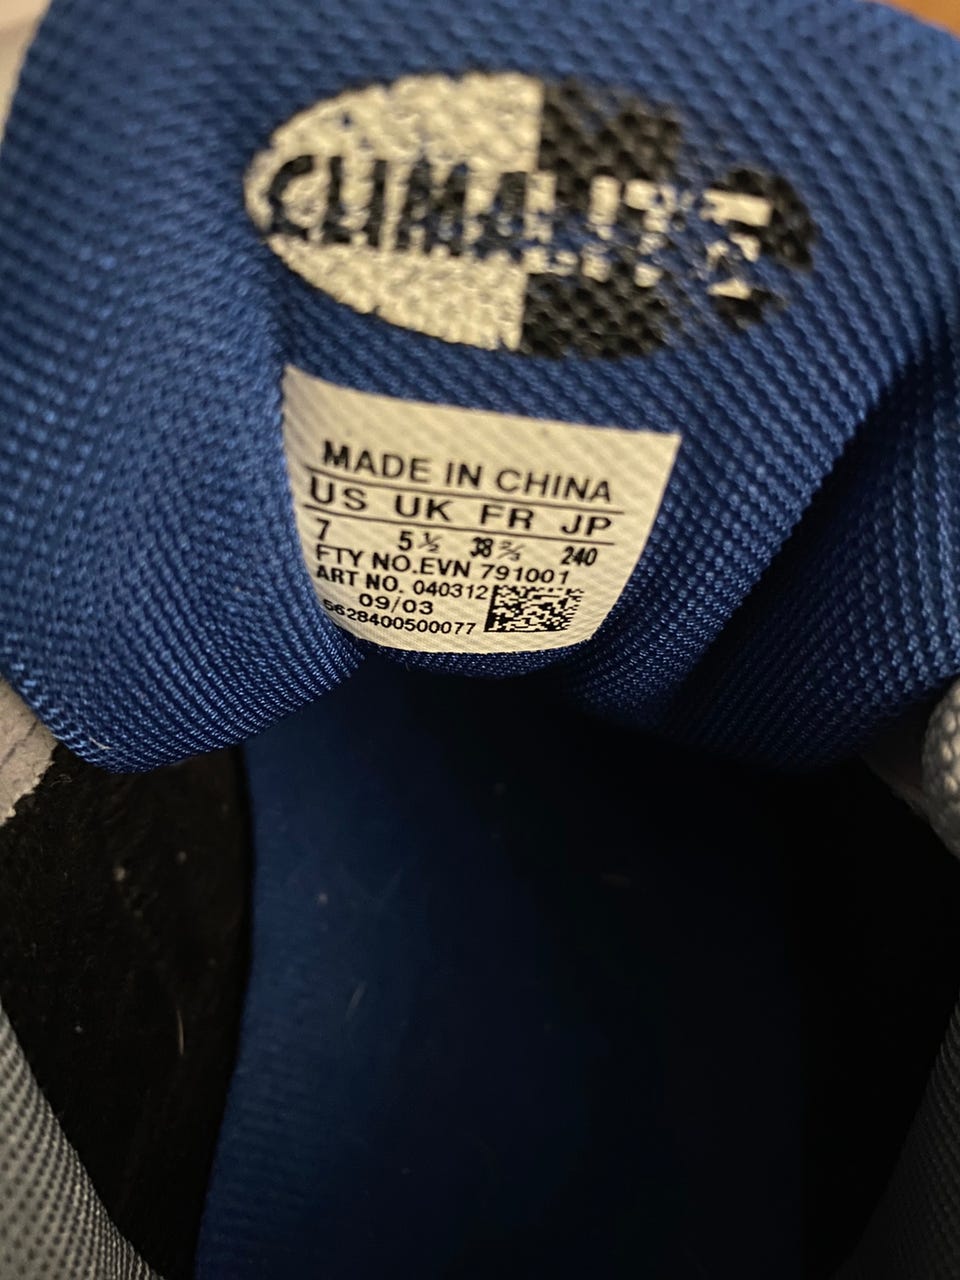 CLIMALITE
MADE IN CHINA
US UK FR JP
7 5½ 38⅔ 240
FTY NO.EVN 791001
ART NO. 040312
09/03
5628400500077